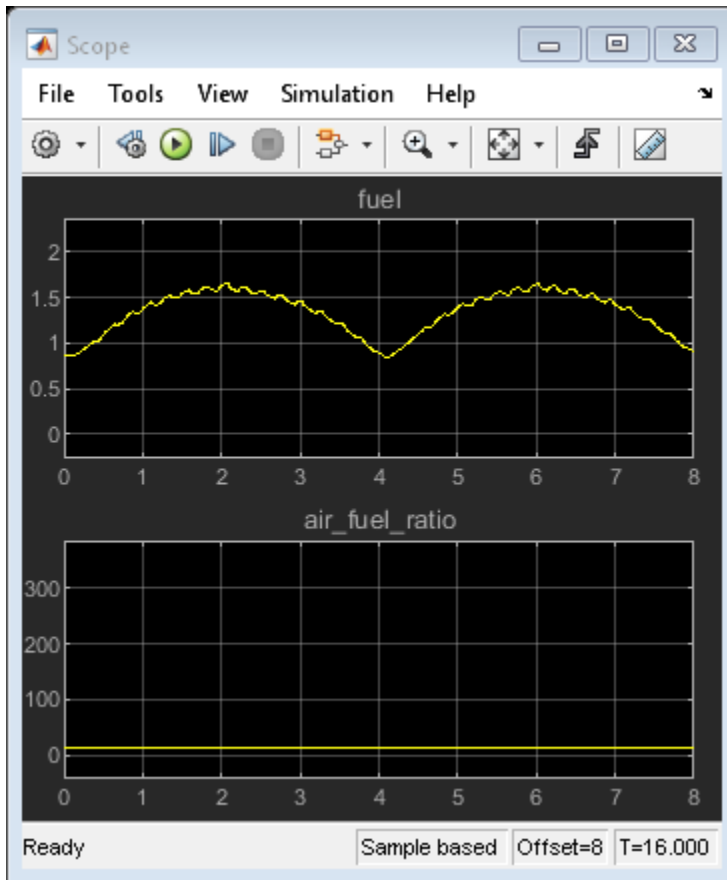 Scope
File Tools View Simulation Help
fuel
2
1.5
1
0.5
0
0 1 2 3 4 5 6 7 8
air_fuel_ratio
300
200
100
0
0 1 2 3 4 5 6 7 8
Ready Sample based Offset=8 T=16.000